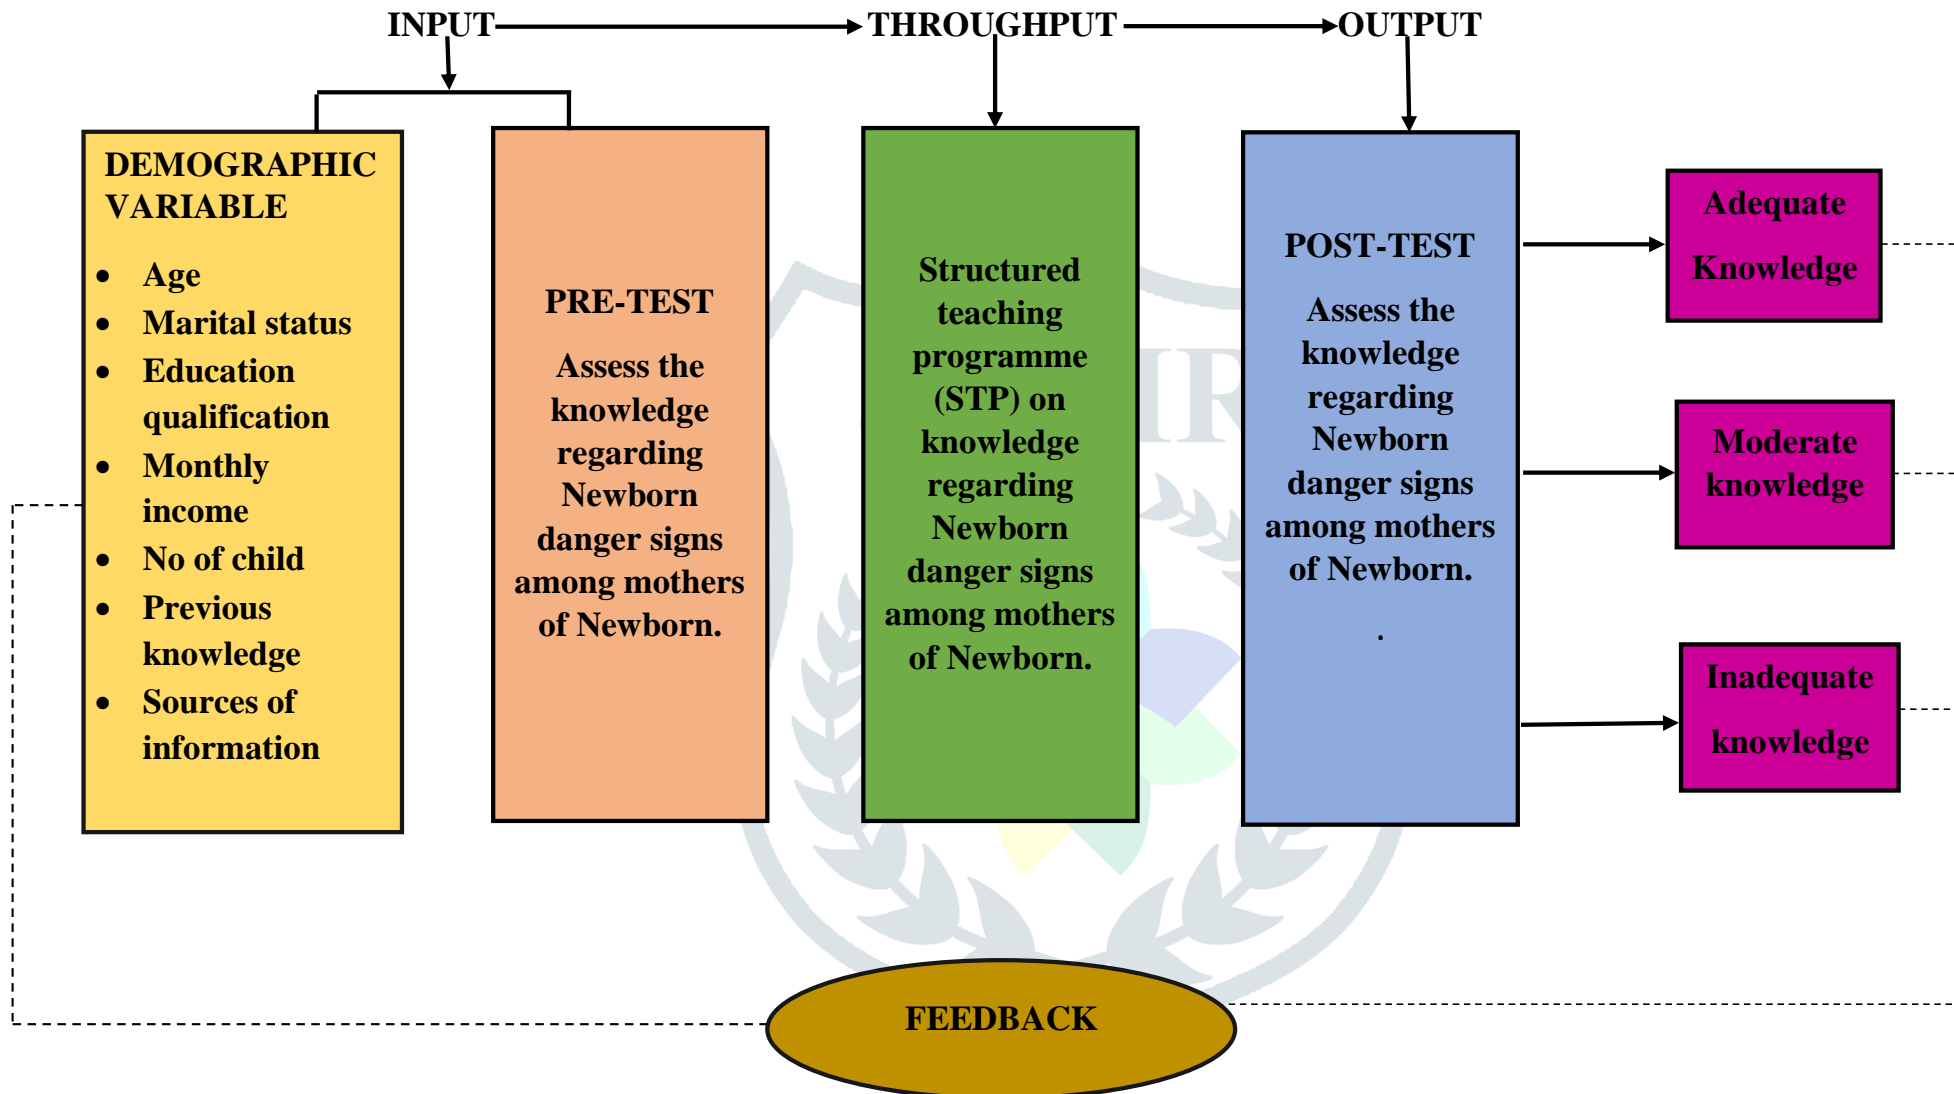 INPUT THROUGHPUT OUTPUT
DEMOGRAPHIC
VARIABLE
• Age
• Marital status
• Education
qualification
• Monthly
income
• No of child
• Previous
knowledge
• Sources of
information
PRE-TEST
Assess the
knowledge
regarding
Newborn
danger signs
among mothers
of Newborn.
Structured
teaching
programme
(STP) on
knowledge
regarding
Newborn
danger signs
among mothers
of Newborn.
POST-TEST
Assess the
knowledge
regarding
Newborn
danger signs
among mothers
of Newborn.
.
Adequate
Knowledge
Moderate
knowledge
Inadequate
knowledge
FEEDBACK